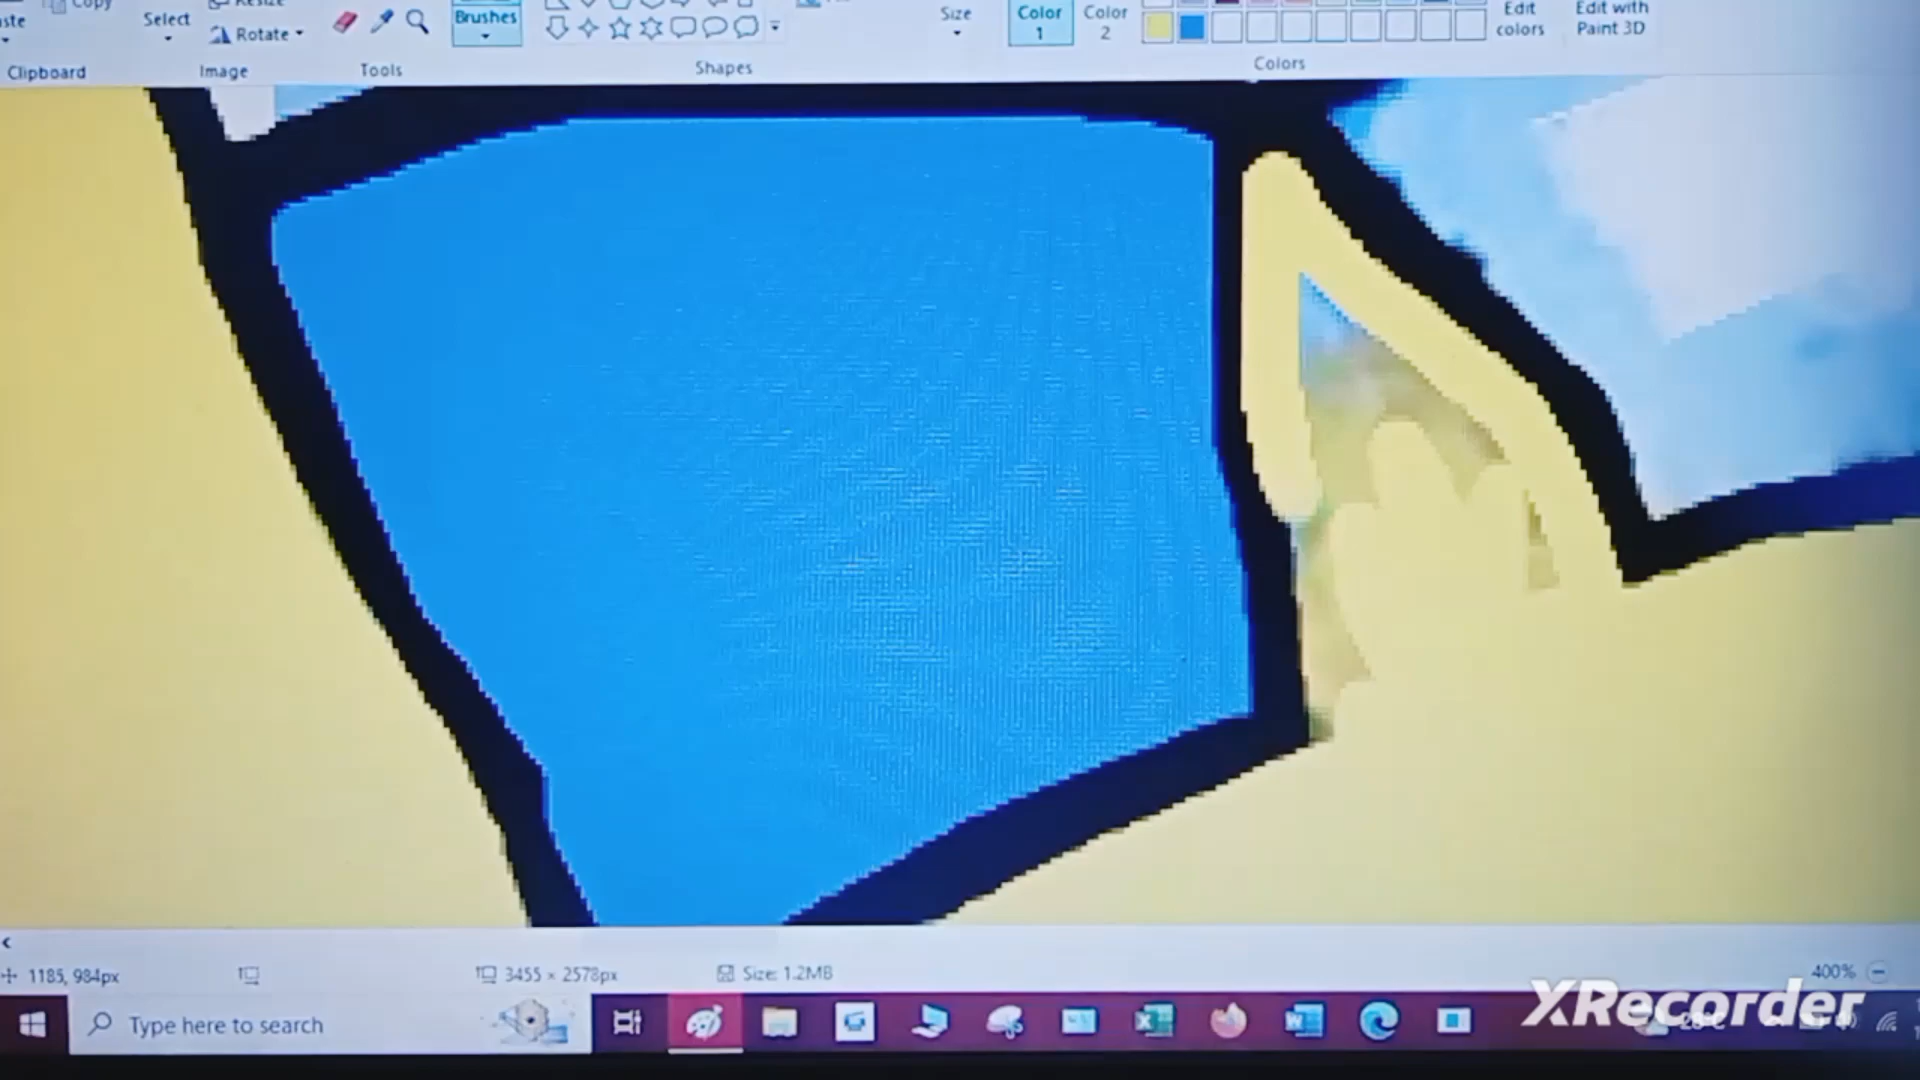 Copy
Select
Rotate
Brushes
Size
Color
1
Color
2
Edit
colors
Edit with
Paint 3D
Clipboard
Image
Tools
Shapes
Colors
1185, 984px
3455 × 2578px
Size: 1.2MB
400%
Type here to search
XRecorder